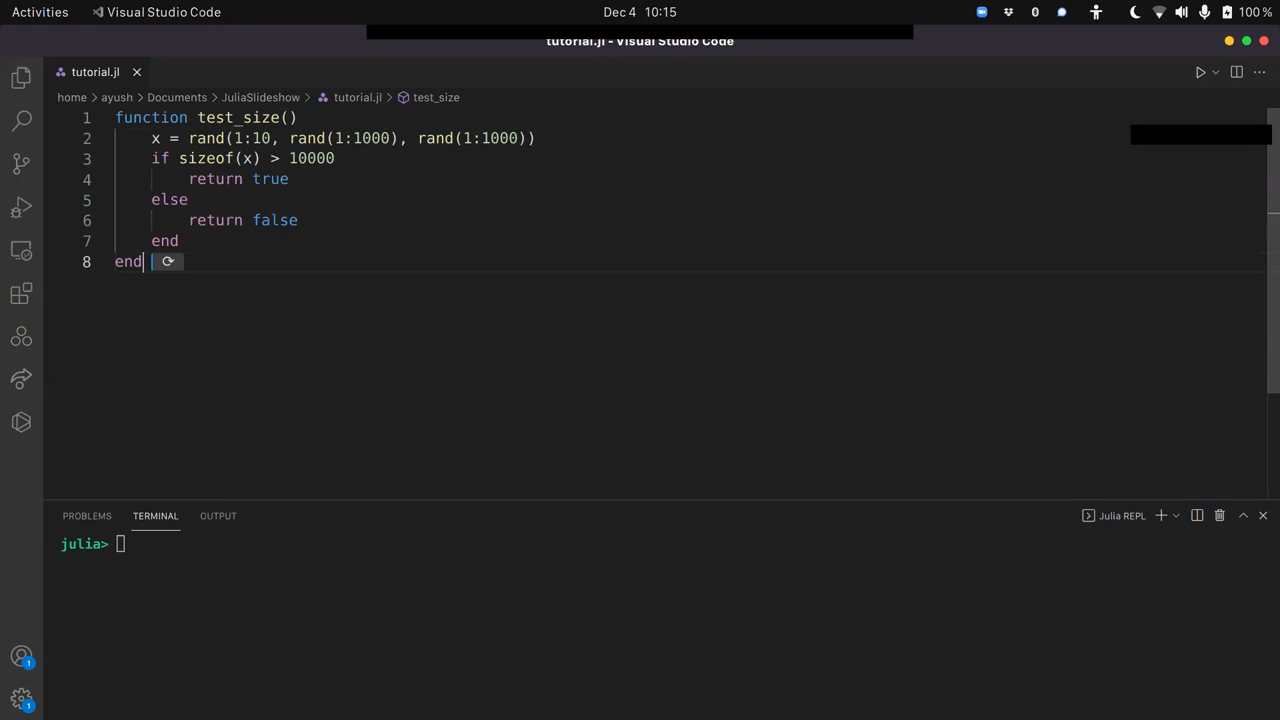 Activities Visual Studio Code Dec 4 10:15 100 %
tutorial.jl - Visual Studio Code
tutorial.jl
home > ayush > Documents > JuliaSlideshow > tutorial.jl > test_size
1 function test_size()
2     x = rand(1:10, rand(1:1000), rand(1:1000))
3     if sizeof(x) > 10000
4         return true
5     else
6         return false
7     end
8 end
PROBLEMS TERMINAL OUTPUT Julia REPL
julia>
1
1